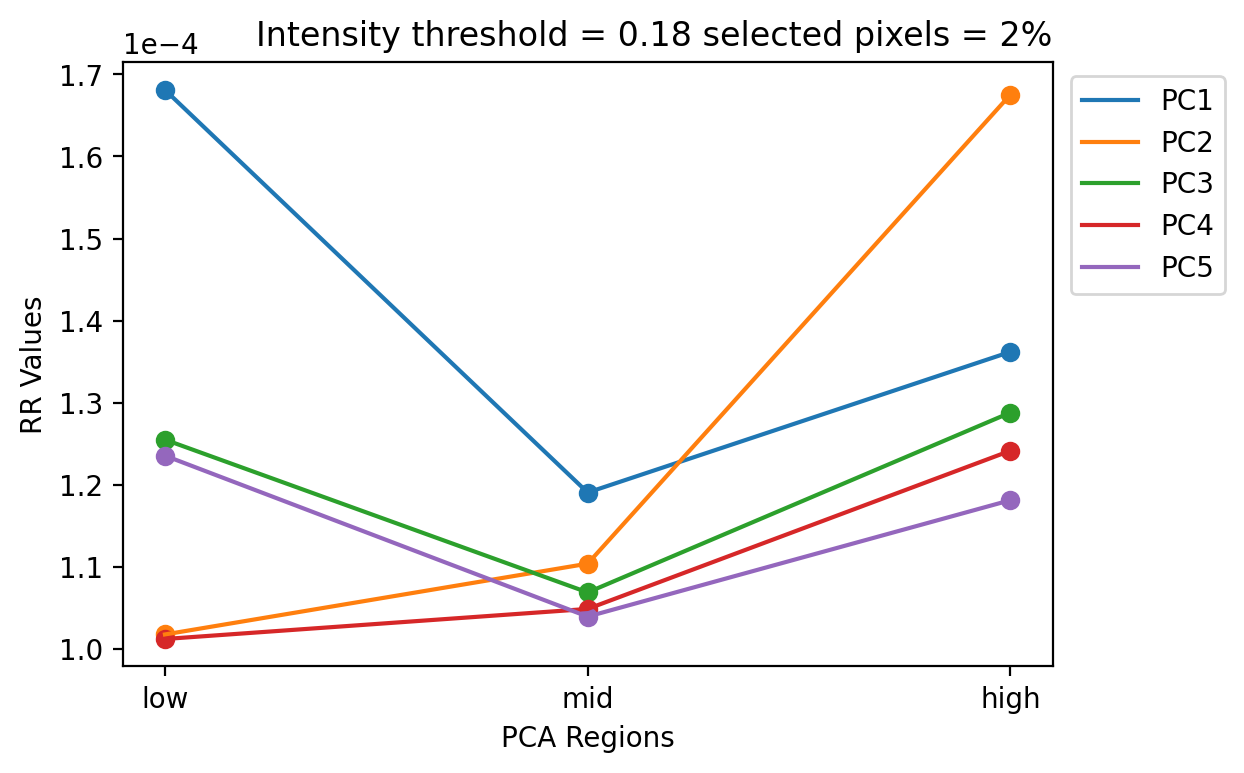 Intensity threshold = 0.18 selected pixels = 2%
1e−4
1.7
1.6
1.5
1.4
1.3
1.2
1.1
1.0
RR Values
low
mid
high
PCA Regions
PC1
PC2
PC3
PC4
PC5